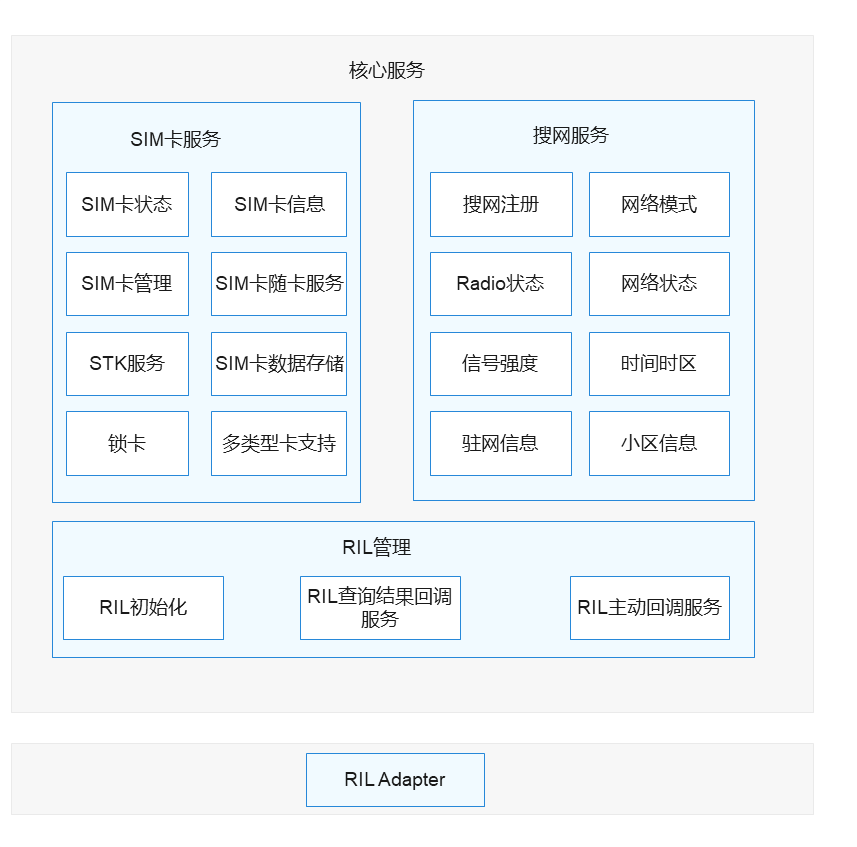 核心服务
SIM卡服务
SIM卡状态
SIM卡信息
SIM卡管理
SIM卡随卡服务
STK服务
SIM卡数据存储
锁卡
多类型卡支持
搜网服务
搜网注册
网络模式
Radio状态
网络状态
信号强度
时间时区
驻网信息
小区信息
RIL管理
RIL初始化
RIL查询结果回调
服务
RIL主动回调服务
RIL Adapter